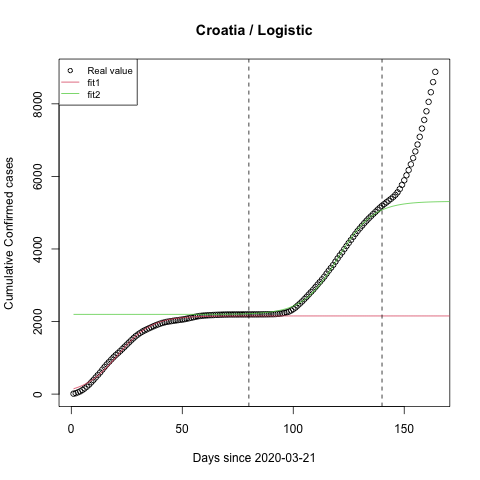 Croatia / Logistic
Real value
fit1
fit2
Cumulative Confirmed cases
8000
6000
4000
2000
0
0 50 100 150
Days since 2020-03-21